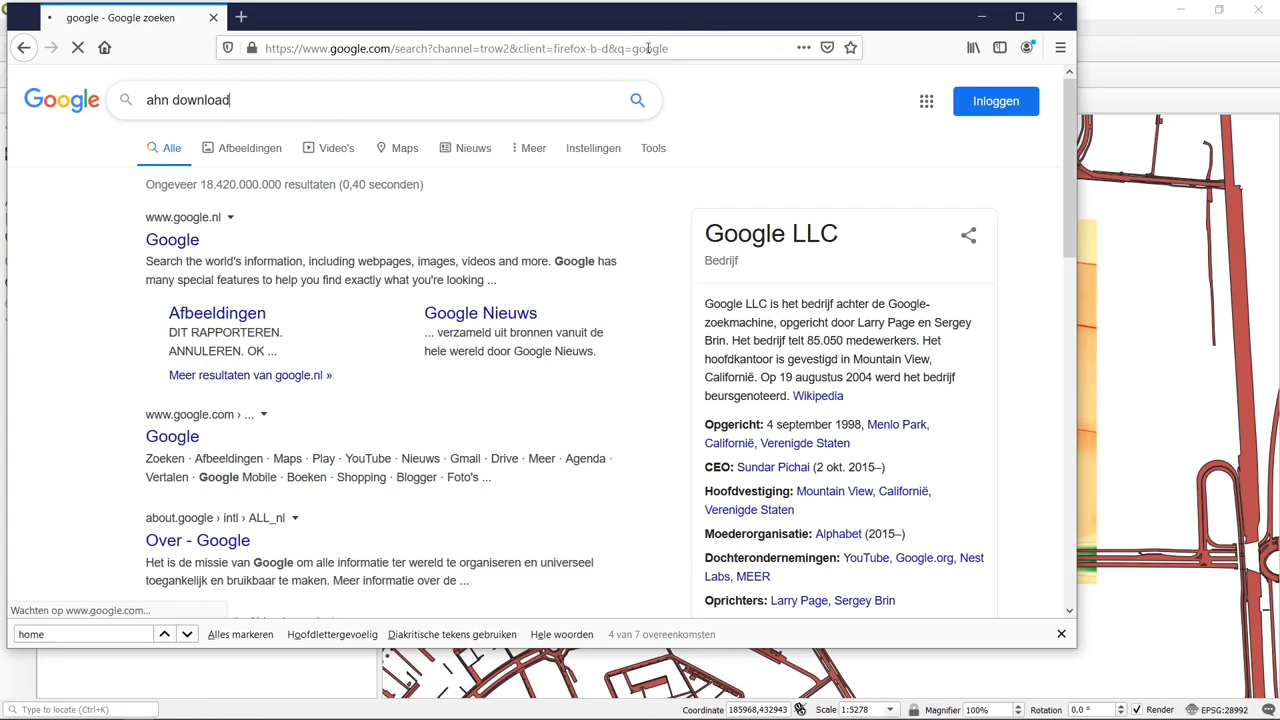 google - Google zoeken
https://www.google.com/search?channel=trow2&client=firefox-b-d&q=google
Google
ahn download
Inloggen
Alle
Afbeeldingen
Video's
Maps
Nieuws
Meer
Instellingen
Tools
Ongeveer 18.420.000.000 resultaten (0,40 seconden)
www.google.nl
Google
Search the world's information, including webpages, images, videos and more. Google has
many special features to help you find exactly what you're looking ...
Afbeeldingen
DIT RAPPORTEREN.
ANNULEREN. OK ...
Google Nieuws
... verzameld uit bronnen vanuit de
hele wereld door Google Nieuws.
Meer resultaten van google.nl »
www.google.com › ...
Google
Zoeken · Afbeeldingen · Maps · Play · YouTube · Nieuws · Gmail · Drive · Meer · Agenda ·
Vertalen · Google Mobile · Boeken · Shopping · Blogger · Foto's ...
about.google › intl › ALL_nl
Over - Google
Het is de missie van Google om alle informatie ter wereld te organiseren en universeel
toegankelijk en bruikbaar te maken. Meer informatie over de ...
Google LLC
Bedrijf
Google LLC is het bedrijf achter de Google-
zoekmachine, opgericht door Larry Page en Sergey
Brin. Het bedrijf telt 85.050 medewerkers. Het
hoofdkantoor is gevestigd in Mountain View,
Californië. Op 19 augustus 2004 werd het bedrijf
beursgenoteerd. Wikipedia
Opgericht: 4 september 1998, Menlo Park,
Californië, Verenigde Staten
CEO: Sundar Pichai (2 okt. 2015–)
Hoofdvestiging: Mountain View, Californië,
Verenigde Staten
Moederorganisatie: Alphabet (2015–)
Dochterondernemingen: YouTube, Google.org, Nest
Labs, MEER
Oprichters: Larry Page, Sergey Brin
Wachten op www.google.com...
home
Alles markeren
Hoofdlettergevoelig
Diakritische tekens gebruiken
Hele woorden
4 van 7 overeenkomsten
Type to locate (Ctrl+K)
Coordinate 185968,432943
Scale 1:5278
Magnifier 100%
Rotation 0.0 °
Render
EPSG:28992